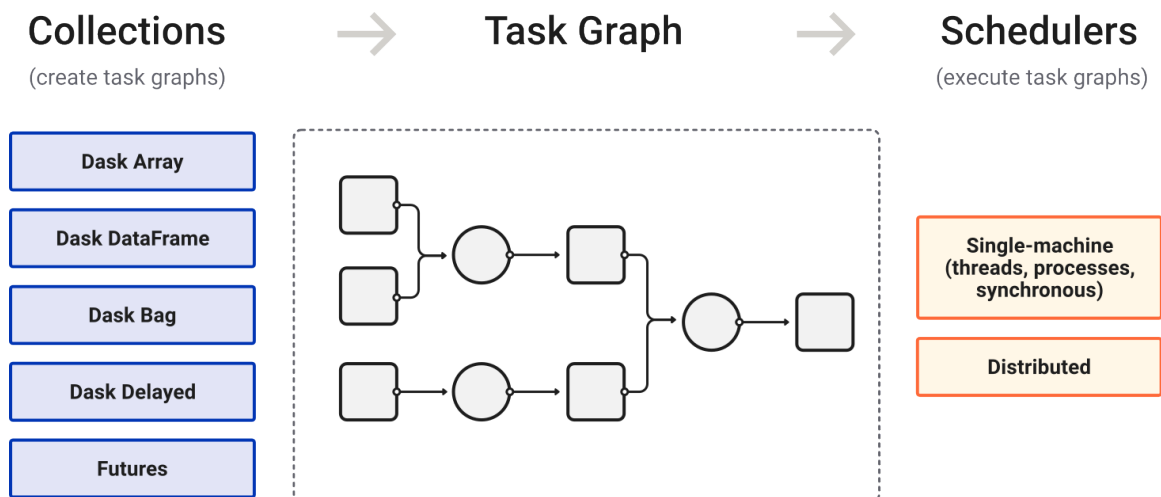 Collections
(create task graphs)
Task Graph
Schedulers
(execute task graphs)
Dask Array
Dask DataFrame
Dask Bag
Dask Delayed
Futures
Single-machine
(threads, processes,
synchronous)
Distributed